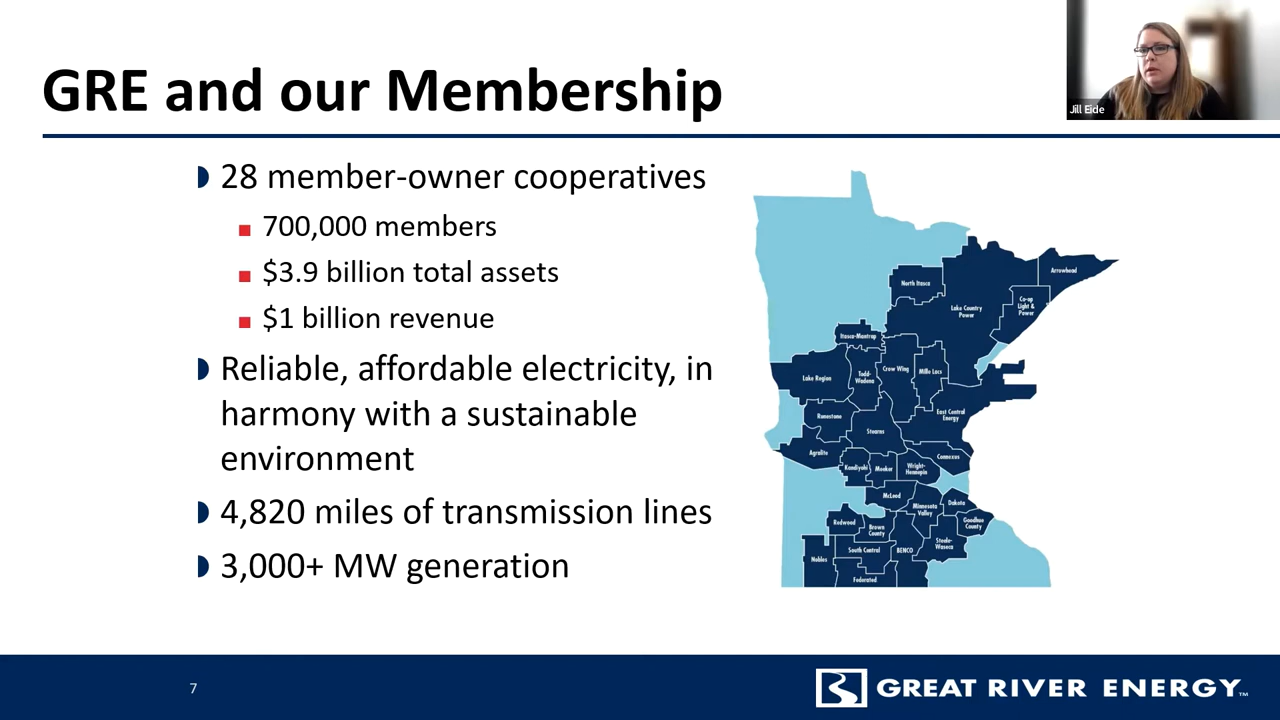 GRE and our Membership
Jill Eide
28 member-owner cooperatives
700,000 members
$3.9 billion total assets
$1 billion revenue
Reliable, affordable electricity, in
harmony with a sustainable
environment
4,820 miles of transmission lines
3,000+ MW generation
Arrowhead
North Itasca
Co-op
Light &
Power
Lake Country
Power
Itasca-Mantrap
Lake Region
Todd-
Wadena
Crow Wing
Mille Lacs
Runestone
East Central
Energy
Stearns
Agralite
Connexus
Kandiyohi
Meeker
Wright-
Hennepin
McLeod
Minnesota
Valley
Dakota
Goodhue
County
Redwood
Brown
County
Steele-
Waseca
Nobles
South Central
BENCO
Federated
7
GREAT RIVER ENERGY™